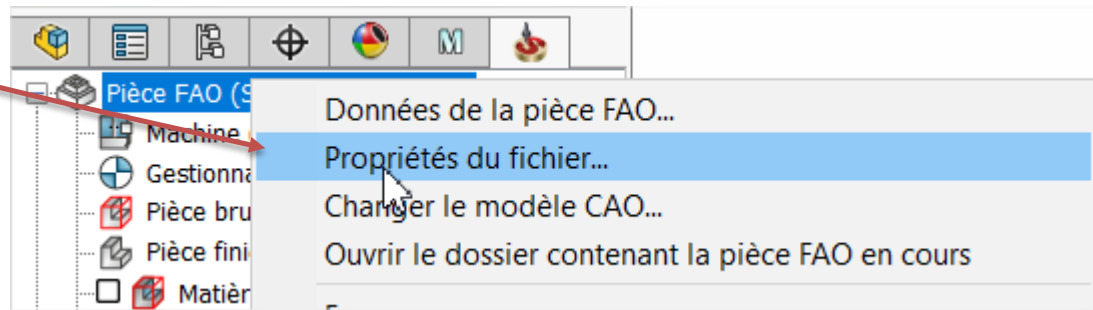 Pièce FAO (S
Données de la pièce FAO...
Machine
Propriétés du fichier...
Gestionna
Changer le modèle CAO...
Pièce bru
Ouvrir le dossier contenant la pièce FAO en cours
Pièce fini
Matièr